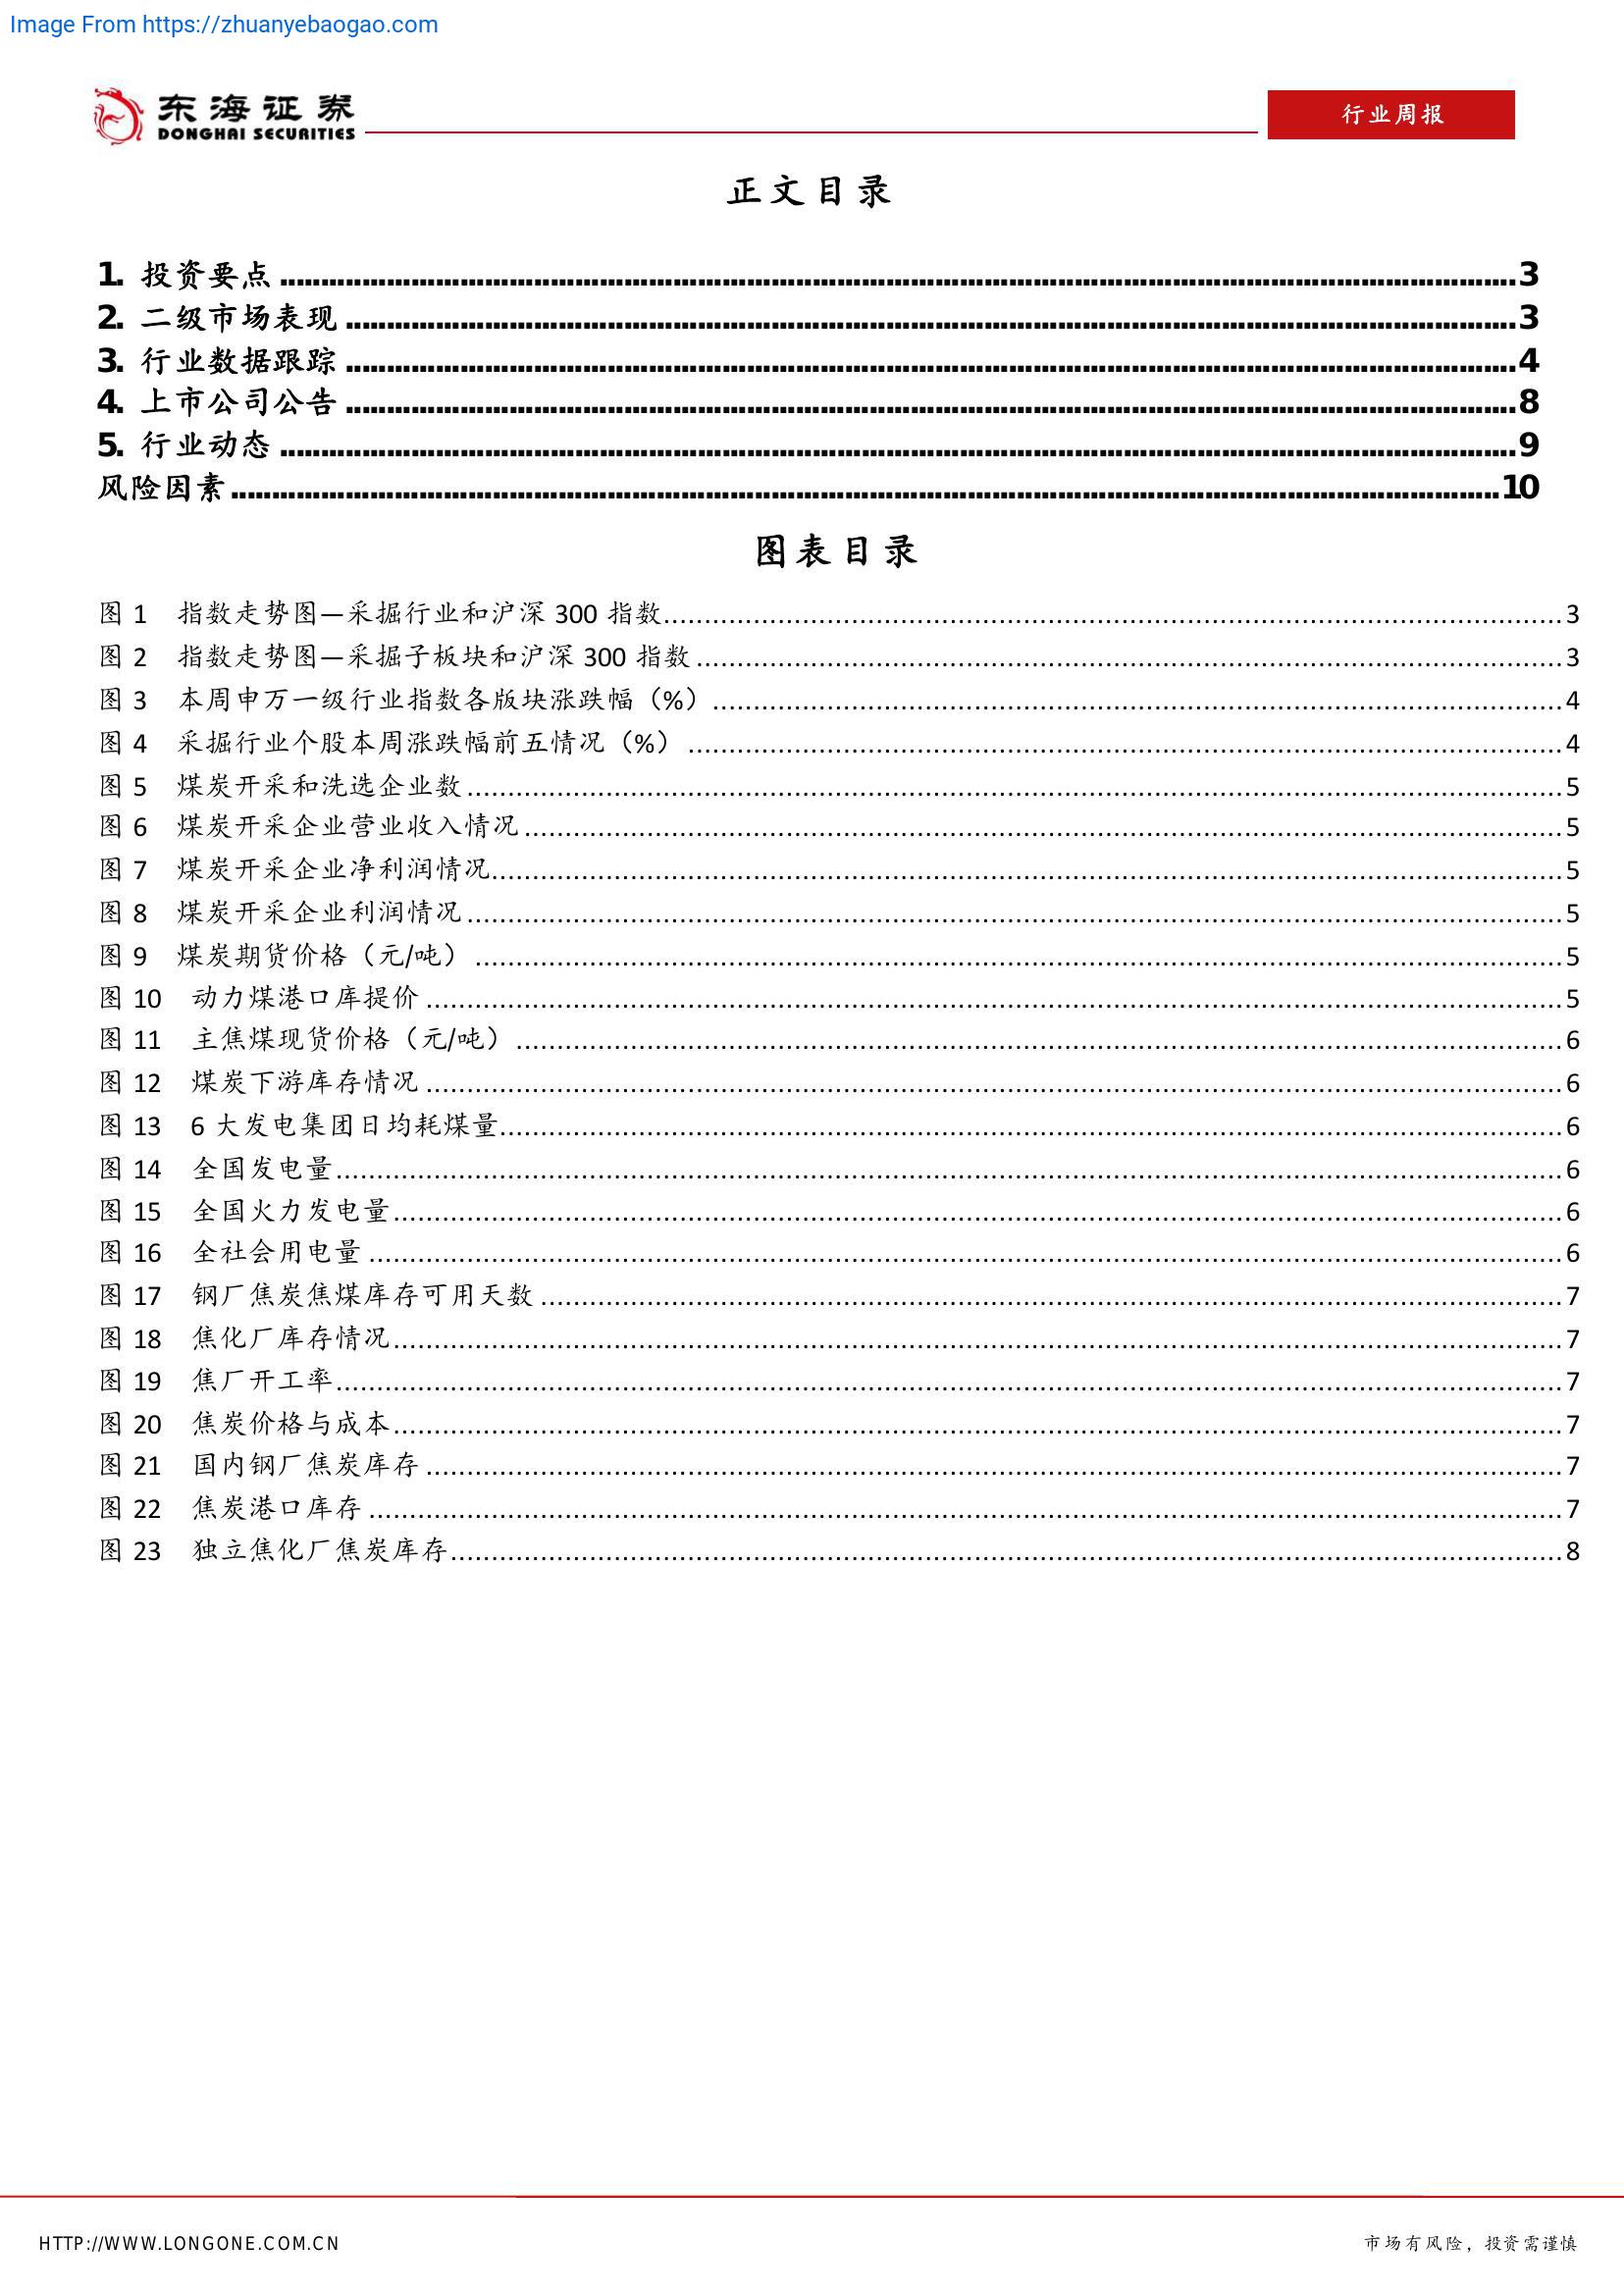 Image From https://zhuanyebaogao.com
东海证券
DONGHAI SECURITIES
行业周报
正文目录
1. 投资要点 ........ 3
2. 二级市场表现 ........ 3
3. 行业数据跟踪 ........ 4
4. 上市公司公告 ........ 8
5. 行业动态 ........ 9
风险因素 ........ 10
图表目录
图 1 指数走势图—采掘行业和沪深 300 指数 ........ 3
图 2 指数走势图—采掘子板块和沪深 300 指数 ........ 3
图 3 本周申万一级行业指数各版块涨跌幅（%） ........ 4
图 4 采掘行业个股本周涨跌幅前五情况（%） ........ 4
图 5 煤炭开采和洗选企业数 ........ 5
图 6 煤炭开采企业营业收入情况 ........ 5
图 7 煤炭开采企业净利润情况 ........ 5
图 8 煤炭开采企业利润情况 ........ 5
图 9 煤炭期货价格（元/吨） ........ 5
图 10 动力煤港口库提价 ........ 5
图 11 主焦煤现货价格（元/吨） ........ 6
图 12 煤炭下游库存情况 ........ 6
图 13 6 大发电集团日均耗煤量 ........ 6
图 14 全国发电量 ........ 6
图 15 全国火力发电量 ........ 6
图 16 全社会用电量 ........ 6
图 17 钢厂焦炭焦煤库存可用天数 ........ 7
图 18 焦化厂库存情况 ........ 7
图 19 焦厂开工率 ........ 7
图 20 焦炭价格与成本 ........ 7
图 21 国内钢厂焦炭库存 ........ 7
图 22 焦炭港口库存 ........ 7
图 23 独立焦化厂焦炭库存 ........ 8
HTTP://WWW.LONGONE.COM.CN
市场有风险，投资需谨慎